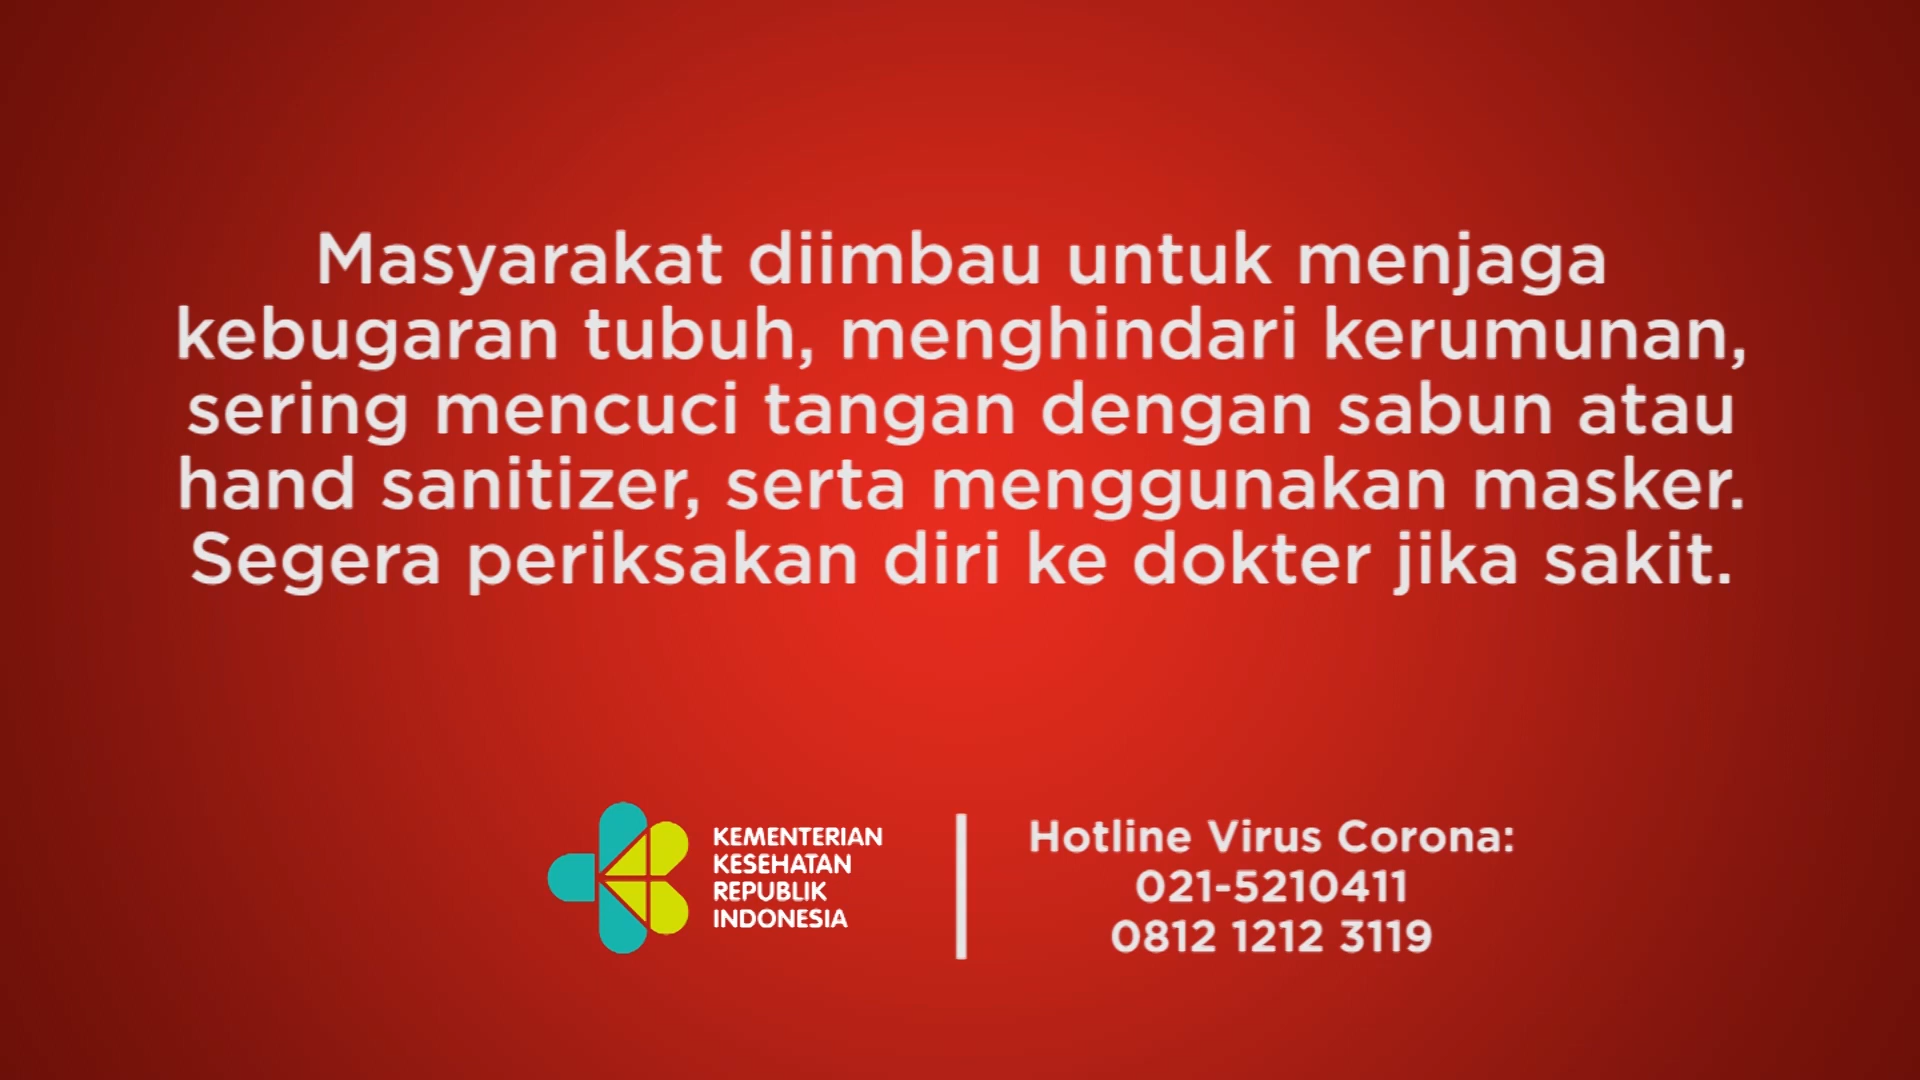 Masyarakat diimbau untuk menjaga
kebugaran tubuh, menghindari kerumunan,
sering mencuci tangan dengan sabun atau
hand sanitizer, serta menggunakan masker.
Segera periksakan diri ke dokter jika sakit.
KEMENTERIAN
KESEHATAN
REPUBLIK
INDONESIA
Hotline Virus Corona:
021-5210411
0812 1212 3119